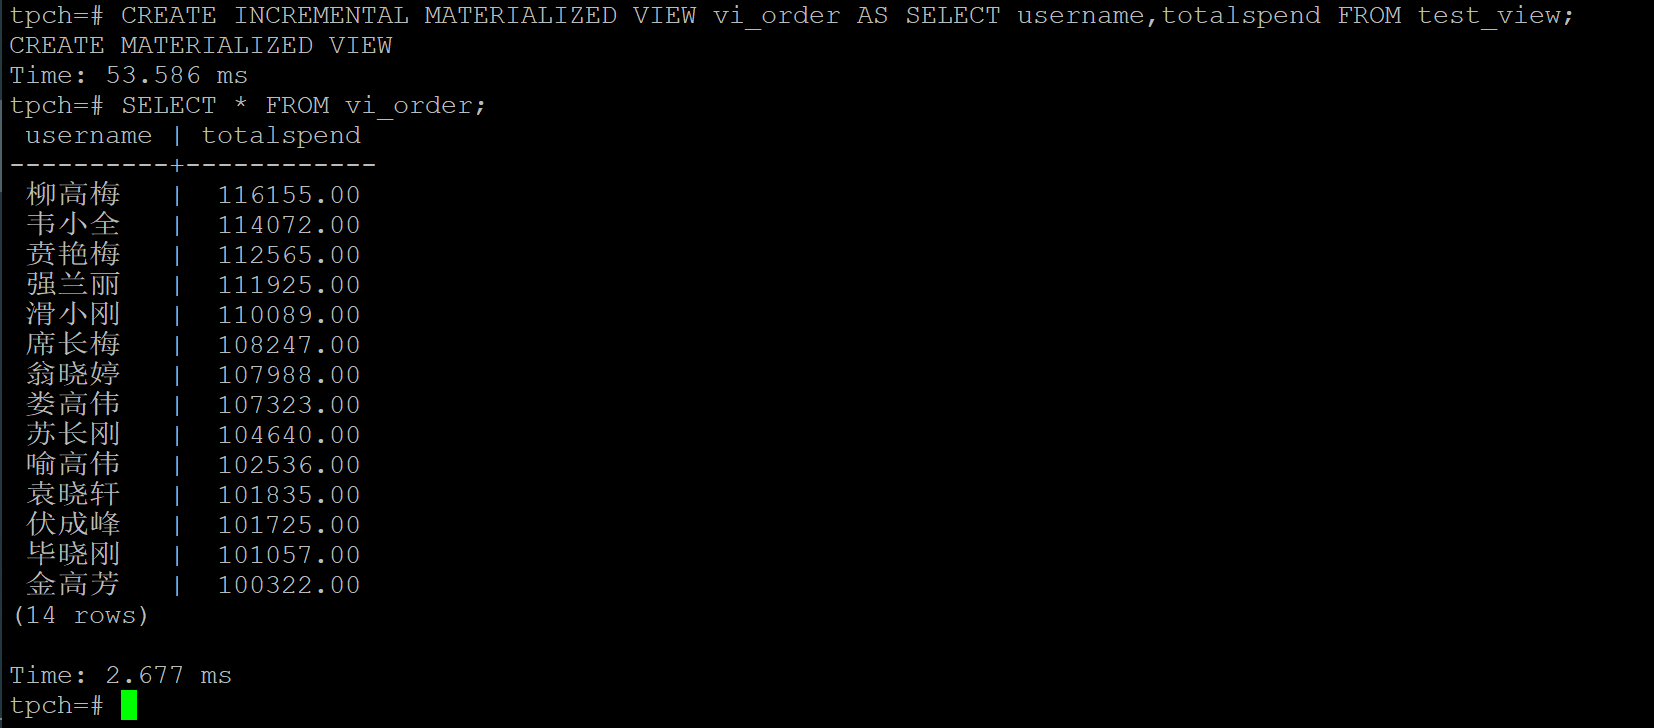 tpch=# CREATE INCREMENTAL MATERIALIZED VIEW vi_order AS SELECT username,totalspend FROM test_view;
CREATE MATERIALIZED VIEW
Time: 53.586 ms
tpch=# SELECT * FROM vi_order;
 username | totalspend
----------+------------
 柳高梅   |  116155.00
 韦小全   |  114072.00
 贲艳梅   |  112565.00
 强兰丽   |  111925.00
 滑小刚   |  110089.00
 席长梅   |  108247.00
 翁晓婷   |  107988.00
 娄高伟   |  107323.00
 苏长刚   |  104640.00
 喻高伟   |  102536.00
 袁晓轩   |  101835.00
 伏成峰   |  101725.00
 毕晓刚   |  101057.00
 金高芳   |  100322.00
(14 rows)
Time: 2.677 ms
tpch=#